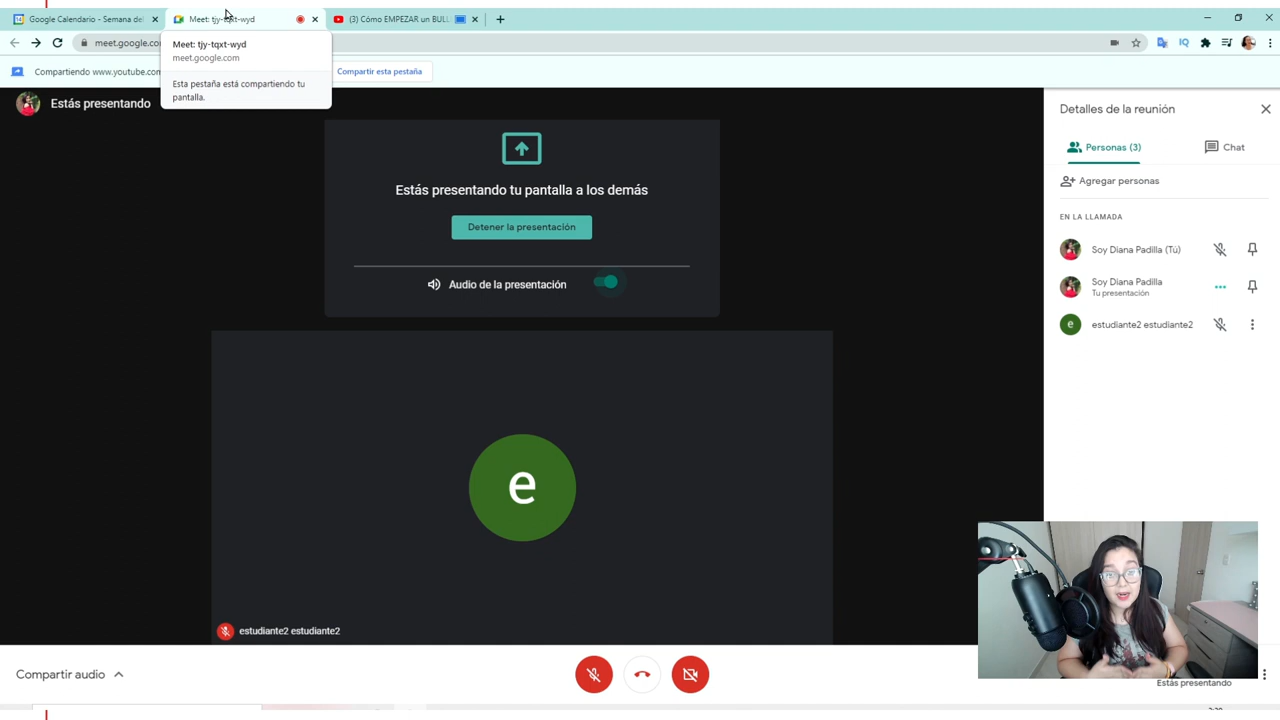 Google Calendario - Semana del
Meet: tjy-tqxt-wyd
(3) Cómo EMPEZAR un BULL
meet.google.co
Meet: tjy-tqxt-wyd
meet.google.com
Esta pestaña está compartiendo tu
pantalla.
Compartiendo www.youtube.com
Compartir esta pestaña
Estás presentando
Estás presentando tu pantalla a los demás
Detener la presentación
Audio de la presentación
e
estudiante2 estudiante2
Detalles de la reunión
Personas (3)
Chat
Agregar personas
EN LA LLAMADA
Soy Diana Padilla (Tú)
Soy Diana Padilla
Tu presentación
e
estudiante2 estudiante2
Compartir audio
Estás presentando